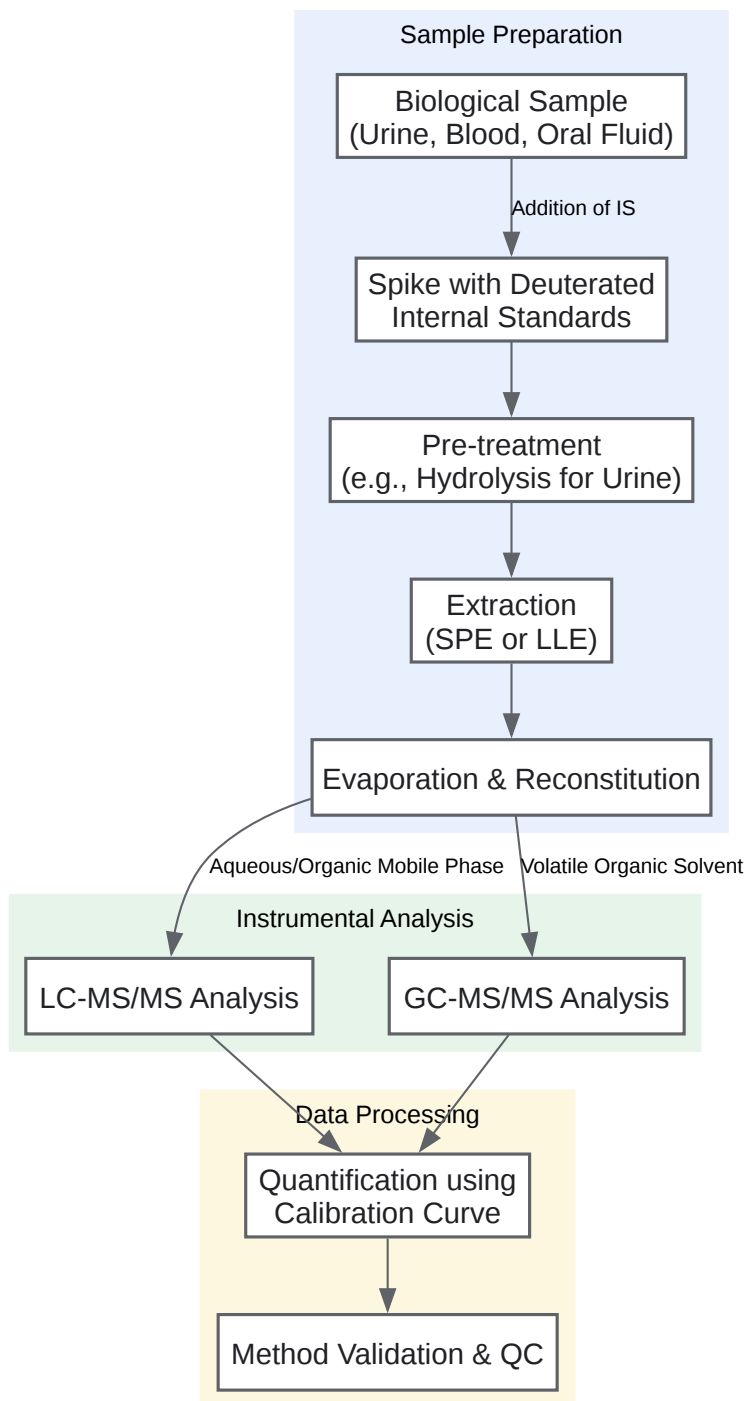 Sample Preparation
Biological Sample
(Urine, Blood, Oral Fluid)
Addition of IS
Spike with Deuterated
Internal Standards
Pre-treatment
(e.g., Hydrolysis for Urine)
Extraction
(SPE or LLE)
Evaporation & Reconstitution
Aqueous/Organic Mobile Phase
Volatile Organic Solvent
Instrumental Analysis
LC-MS/MS Analysis
GC-MS/MS Analysis
Data Processing
Quantification using
Calibration Curve
Method Validation & QC